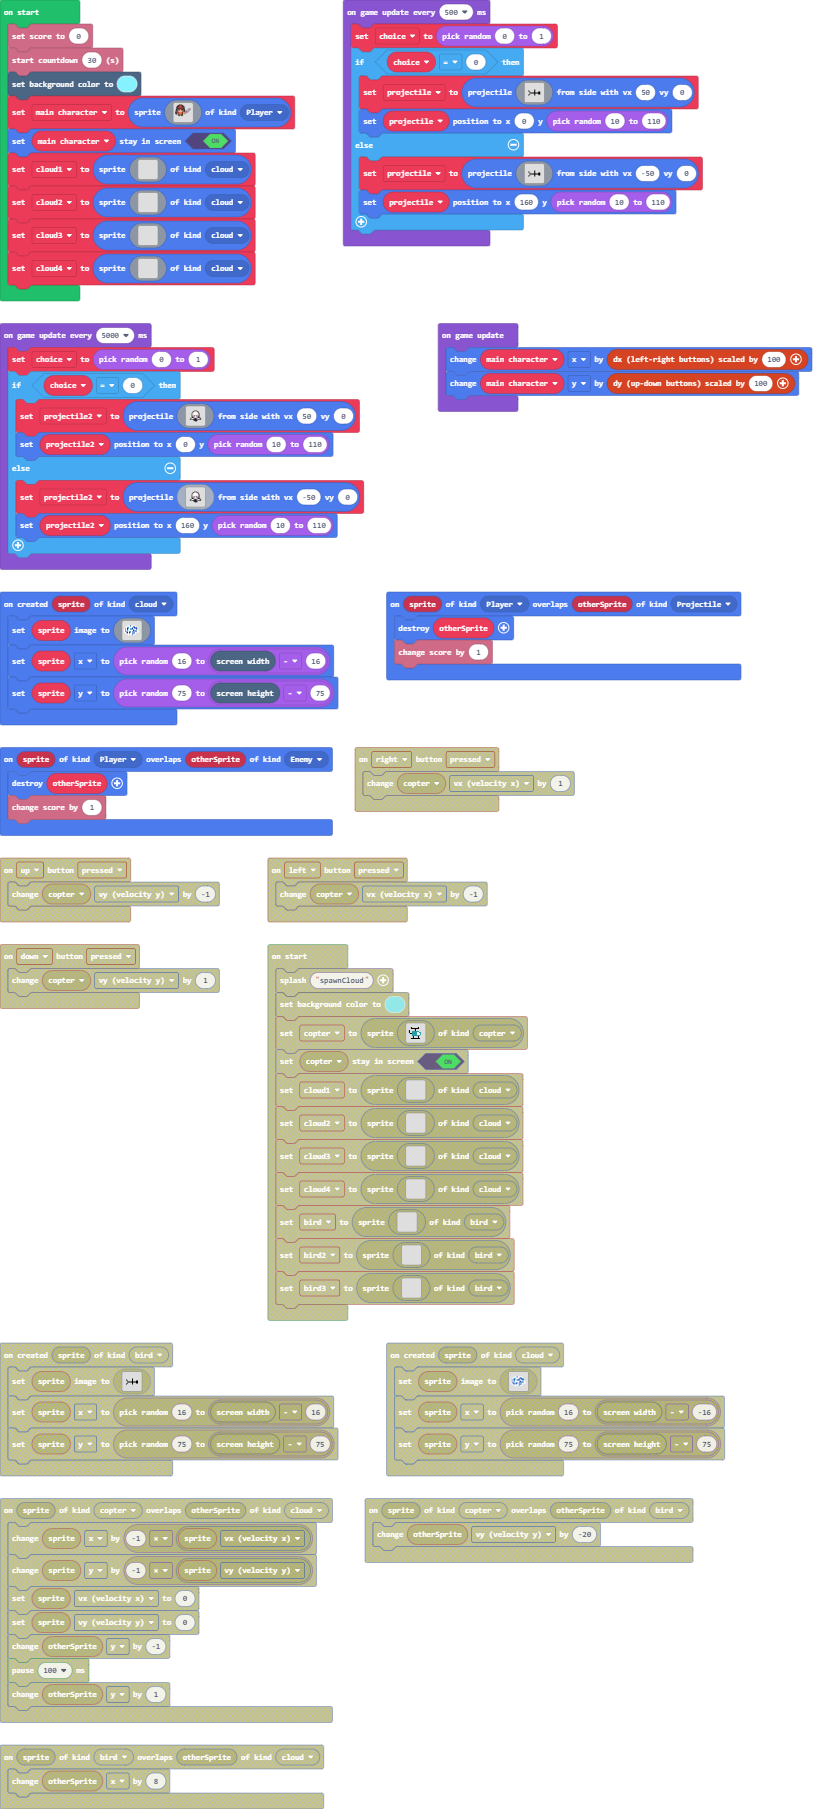 on start
set score to 0
start countdown 30 (s)
set background color to
set main character to sprite of kind Player
set main character stay in screen ON
set cloud1 to sprite of kind cloud
set cloud2 to sprite of kind cloud
set cloud3 to sprite of kind cloud
set cloud4 to sprite of kind cloud
on game update every 500 ms
set choice to pick random 0 to 1
if choice = 0 then
set projectile to projectile from side with vx 50 vy 0
set projectile position to x 0 y pick random 10 to 110
else
set projectile to projectile from side with vx -50 vy 0
set projectile position to x 160 y pick random 10 to 110
on game update every 5000 ms
set choice to pick random 0 to 1
if choice = 0 then
set projectile2 to projectile from side with vx 50 vy 0
set projectile2 position to x 0 y pick random 10 to 110
else
set projectile2 to projectile from side with vx -50 vy 0
set projectile2 position to x 160 y pick random 10 to 110
on game update
change main character x by dx (left-right buttons) scaled by 100
change main character y by dy (up-down buttons) scaled by 100
on created sprite of kind cloud
set sprite image to
set sprite x to pick random 16 to screen width - 16
set sprite y to pick random 75 to screen height - 75
on sprite of kind Player overlaps otherSprite of kind Projectile
destroy otherSprite
change score by 1
on sprite of kind Player overlaps otherSprite of kind Enemy
destroy otherSprite
change score by 1
on right button pressed
change copter vx (velocity x) by 1
on up button pressed
change copter vy (velocity y) by -1
on left button pressed
change copter vx (velocity x) by -1
on down button pressed
change copter vy (velocity y) by 1
on start
splash "spawnCloud"
set background color to
set copter to sprite of kind copter
set copter stay in screen ON
set cloud1 to sprite of kind cloud
set cloud2 to sprite of kind cloud
set cloud3 to sprite of kind cloud
set cloud4 to sprite of kind cloud
set bird to sprite of kind bird
set bird2 to sprite of kind bird
set bird3 to sprite of kind bird
on created sprite of kind bird
set sprite image to
set sprite x to pick random 16 to screen width - 16
set sprite y to pick random 75 to screen height - 75
on created sprite of kind cloud
set sprite image to
set sprite x to pick random 16 to screen width - -16
set sprite y to pick random 75 to screen height - 75
on sprite of kind copter overlaps otherSprite of kind cloud
change sprite x by -1 × sprite vx (velocity x)
change sprite y by -1 × sprite vy (velocity y)
set sprite vx (velocity x) to 0
set sprite vy (velocity y) to 0
change otherSprite y by -1
pause 100 ms
change otherSprite y by 1
on sprite of kind copter overlaps otherSprite of kind bird
change otherSprite vy (velocity y) by -20
on sprite of kind bird overlaps otherSprite of kind cloud
change otherSprite x by 8